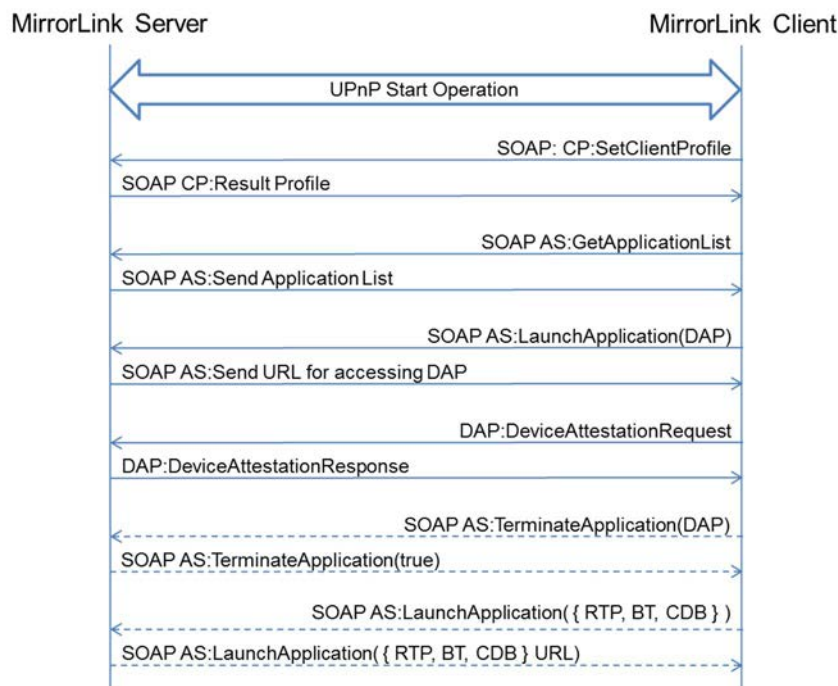 MirrorLink Server
MirrorLink Client
UPnP Start Operation
SOAP: CP:SetClientProfile
SOAP CP:Result Profile
SOAP AS:GetApplicationList
SOAP AS:Send Application List
SOAP AS:LaunchApplication(DAP)
SOAP AS:Send URL for accessing DAP
DAP:DeviceAttestationRequest
DAP:DeviceAttestationResponse
SOAP AS:TerminateApplication(DAP)
SOAP AS:TerminateApplication(true)
SOAP AS:LaunchApplication( { RTP, BT, CDB } )
SOAP AS:LaunchApplication( { RTP, BT, CDB } URL)